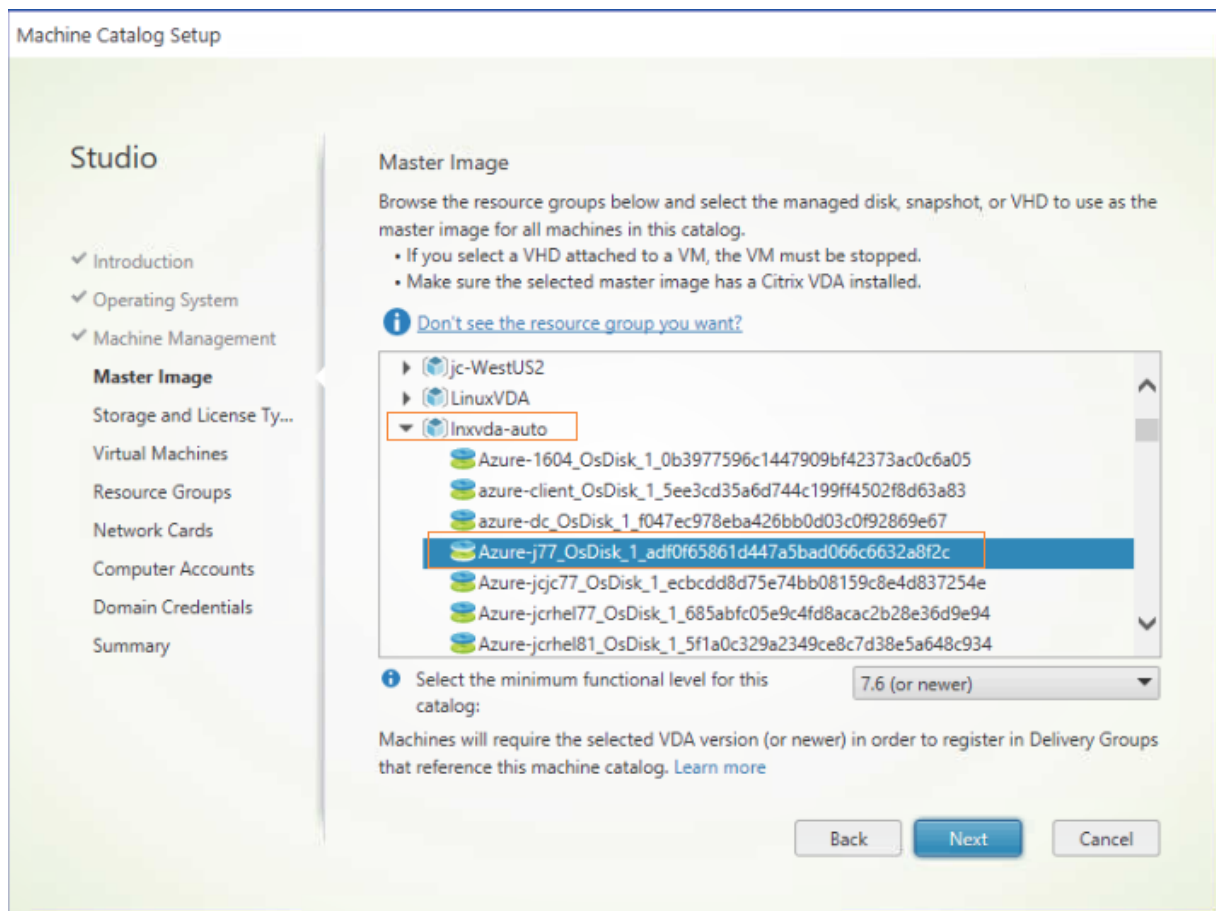 Machine Catalog Setup
Studio
Introduction
Operating System
Machine Management
Master Image
Storage and License Ty...
Virtual Machines
Resource Groups
Network Cards
Computer Accounts
Domain Credentials
Summary
Master Image
Browse the resource groups below and select the managed disk, snapshot, or VHD to use as the
master image for all machines in this catalog.
• If you select a VHD attached to a VM, the VM must be stopped.
• Make sure the selected master image has a Citrix VDA installed.
Don't see the resource group you want?
jc-WestUS2
LinuxVDA
lnxvda-auto
Azure-1604_OsDisk_1_0b3977596c1447909bf42373ac0c6a05
azure-client_OsDisk_1_5ee3cd35a6d744c199ff4502f8d63a83
azure-dc_OsDisk_1_f047ec978eba426bb0d03c0f92869e67
Azure-j77_OsDisk_1_adf0f65861d447a5bad066c6632a8f2c
Azure-jcjc77_OsDisk_1_ecbcdd8d75e74bb08159c8e4d837254e
Azure-jcrhel77_OsDisk_1_685abfc05e9c4fd8acac2b28e36d9e94
Azure-jcrhel81_OsDisk_1_5f1a0c329a2349ce8c7d38e5a648c934
Select the minimum functional level for this
catalog:
7.6 (or newer)
Machines will require the selected VDA version (or newer) in order to register in Delivery Groups
that reference this machine catalog. Learn more
Back
Next
Cancel